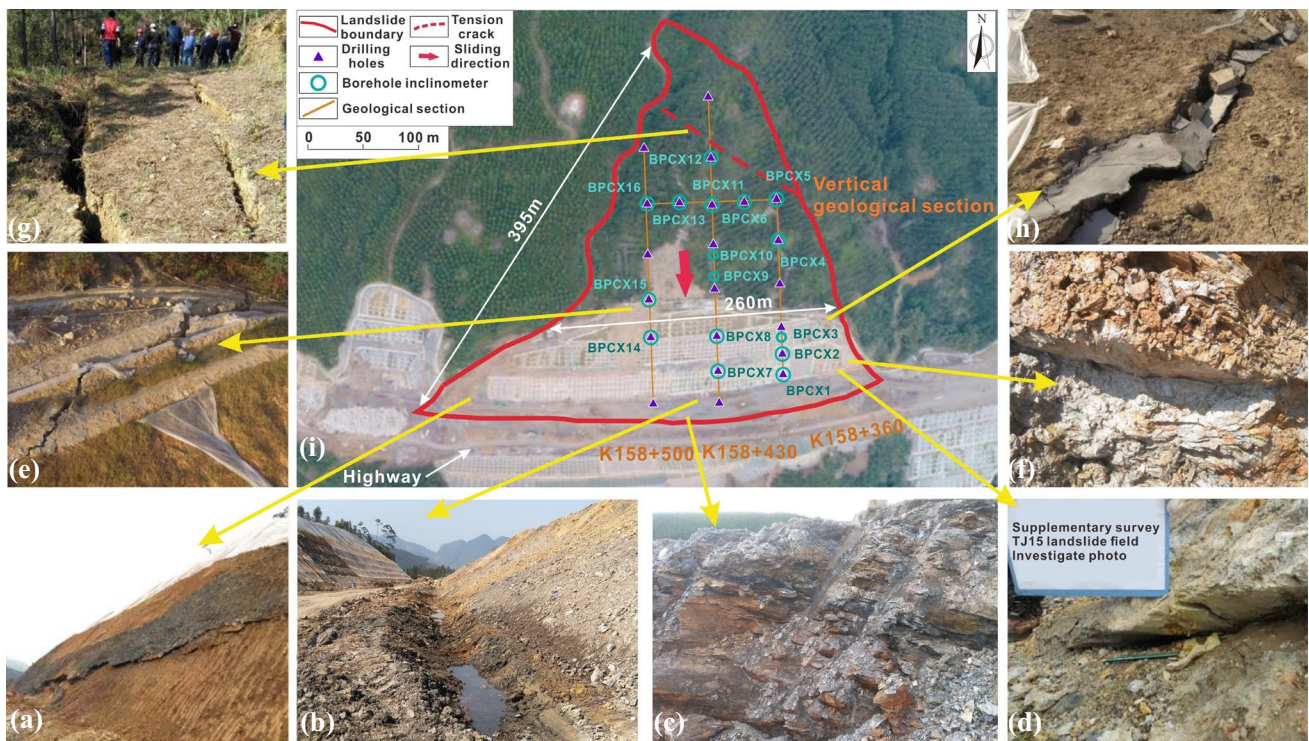 (g)
Landslide
boundary
Tension
crack
Drilling
holes
Sliding
direction
Borehole inclinometer
Geological section
0 50 100 m
N
(h)
395m
BPCX12
BPCX16
BPCX11
BPCX5
BPCX13
BPCX6
Vertical
geological section
BPCX10
BPCX4
BPCX9
BPCX15
260m
BPCX14
BPCX8
BPCX3
BPCX2
BPCX7
BPCX1
(e)
(i)
(f)
K158+500
K158+430
K158+360
Highway
(a)
(b)
(c)
Supplementary survey
TJ15 landslide field
Investigate photo
(d)